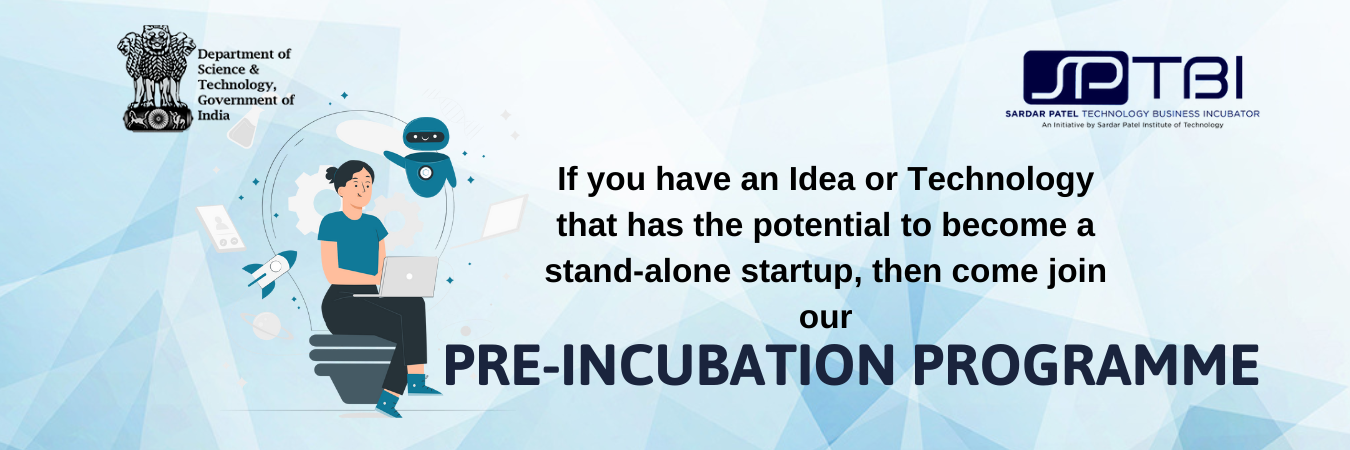 Department of
Science &
Technology,
Government of
India
SPTBI
SARDAR PATEL TECHNOLOGY BUSINESS INCUBATOR
An Initiative by Sardar Patel Institute of Technology
If you have an Idea or Technology
that has the potential to become a
stand-alone startup, then come join
our
PRE-INCUBATION PROGRAMME